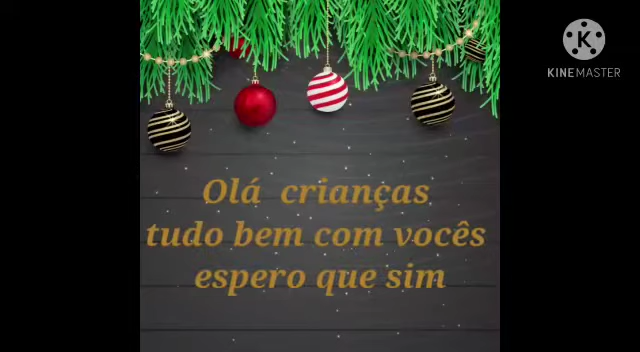 KINEMASTER
Olá crianças
tudo bem com vocês
espero que sim